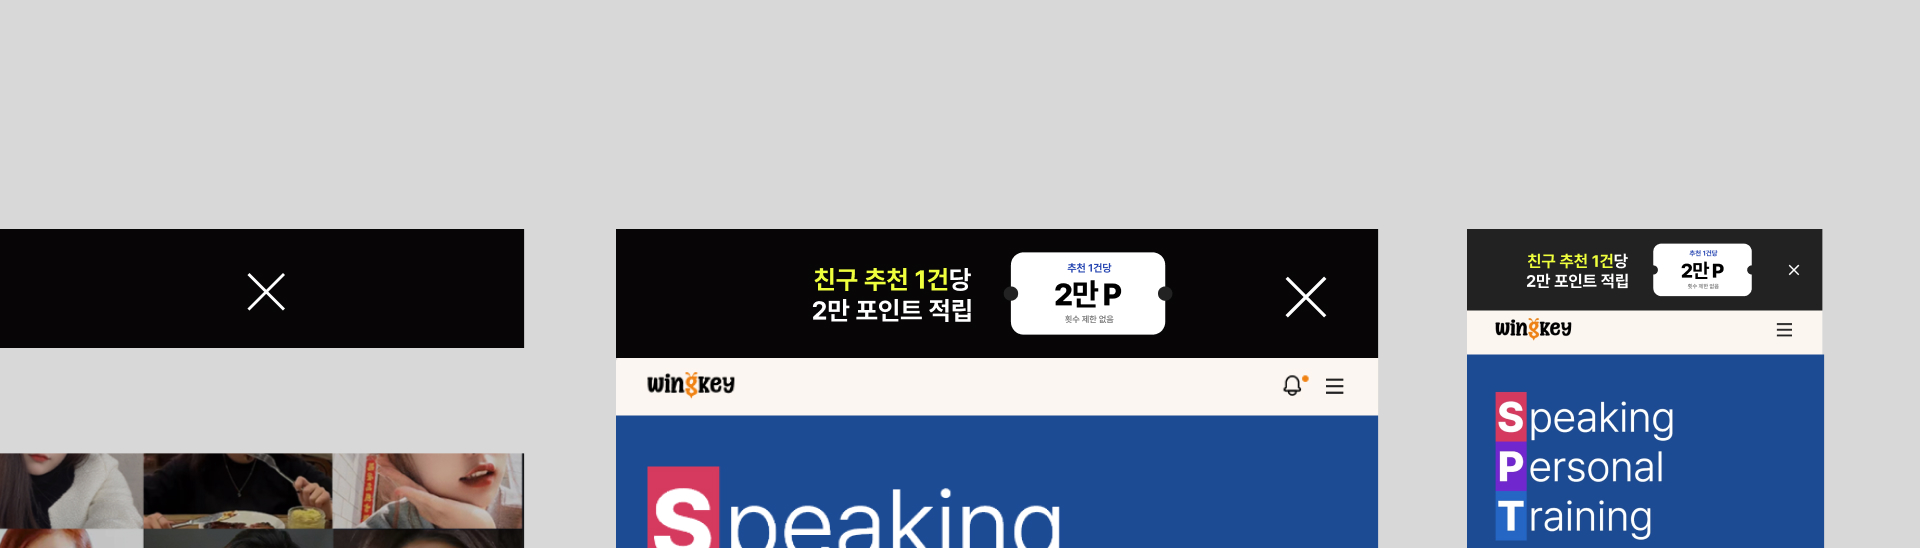 친구 추천 1건당
2만 포인트 적립
추천 1건당
2만 P
횟수 제한 없음
wingkey
Speaking
친구 추천 1건당
2만 포인트 적립
추천 1건당
2만 P
횟수 제한 없음
wingkey
Speaking
Personal
Training